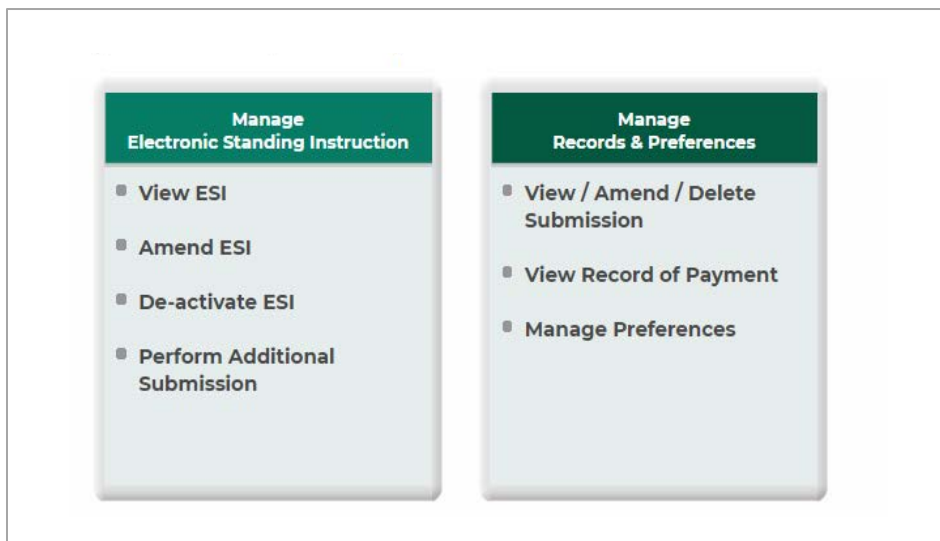 Manage
Electronic Standing Instruction
View ESI
Amend ESI
De-activate ESI
Perform Additional
Submission
Manage
Records & Preferences
View / Amend / Delete
Submission
View Record of Payment
Manage Preferences